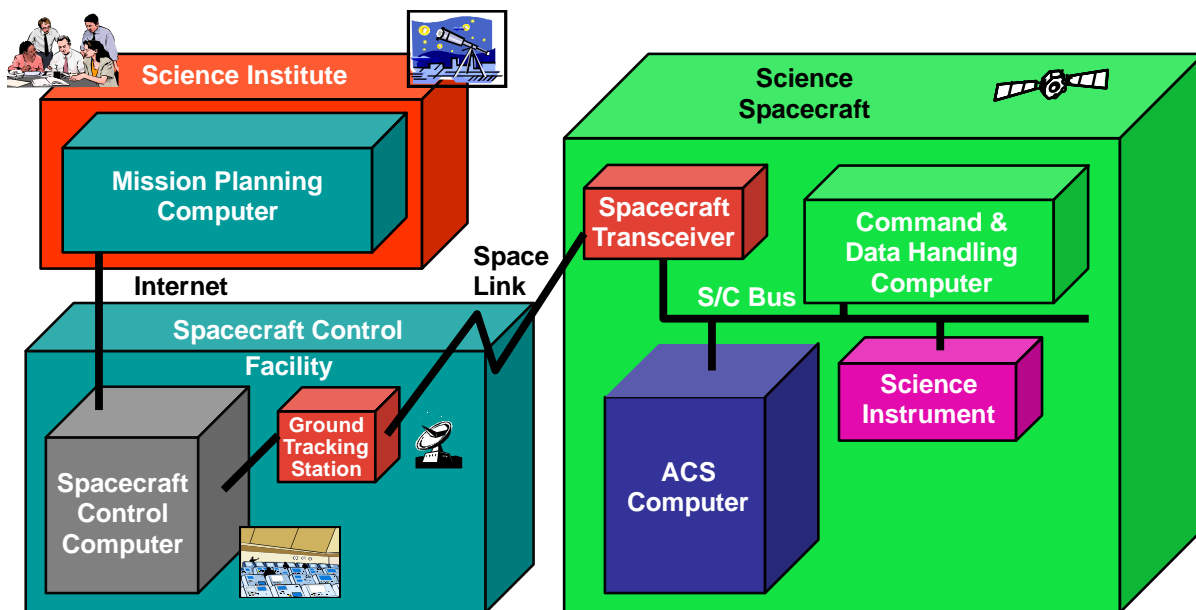 Science Institute
Mission Planning
Computer
Internet
Spacecraft Control
Facility
Ground
Tracking
Station
Spacecraft
Control
Computer
Space
Link
Science
Spacecraft
Spacecraft
Transceiver
Command &
Data Handling
Computer
S/C Bus
Science
Instrument
ACS
Computer